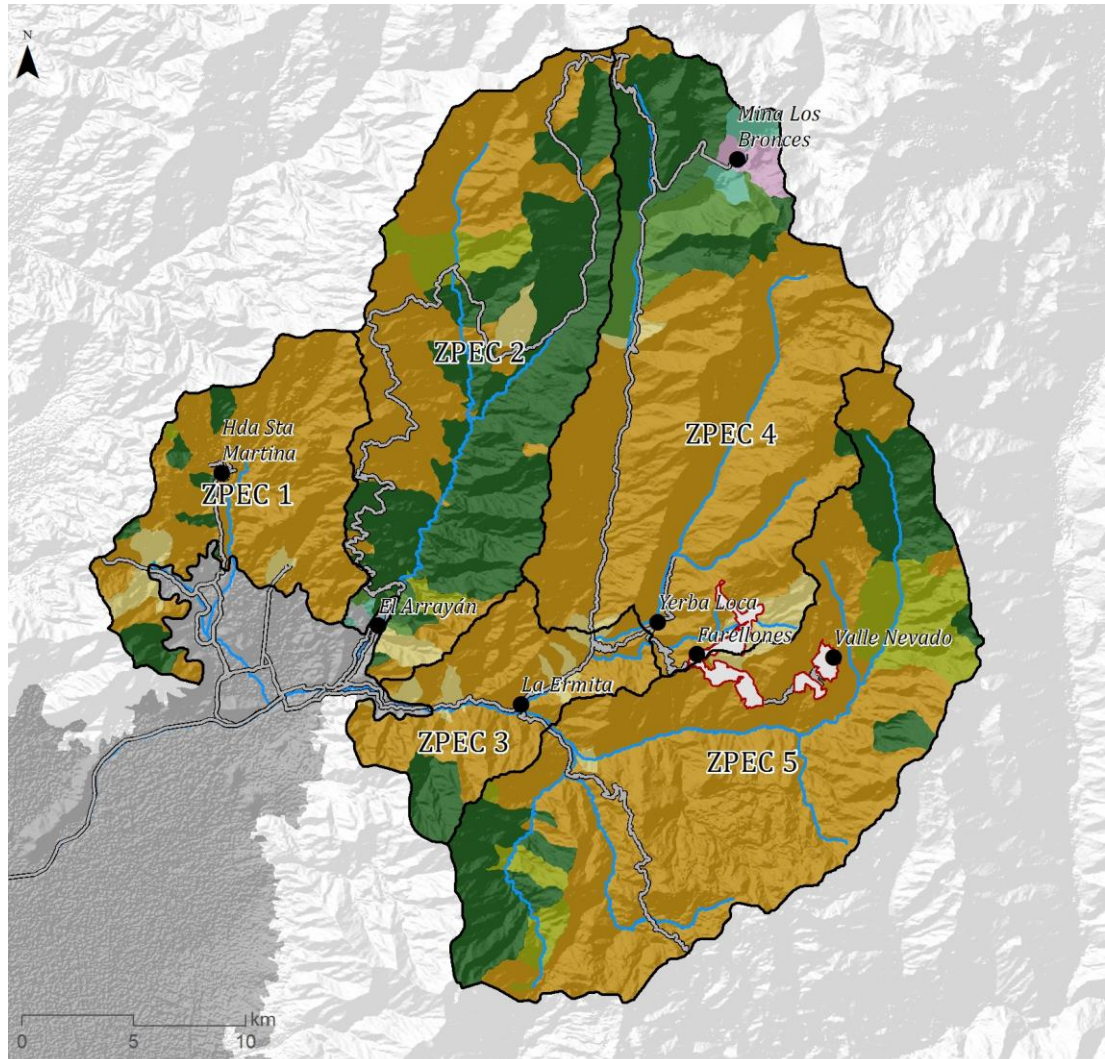 N
Mina Los
Bronces
ZPEC 2
ZPEC 4
Hda Sta
Martina
ZPEC 1
El Arrayán
Yerba Loca
Farellones
Valle Nevado
La Ermita
ZPEC 3
ZPEC 5
km
0 5 10